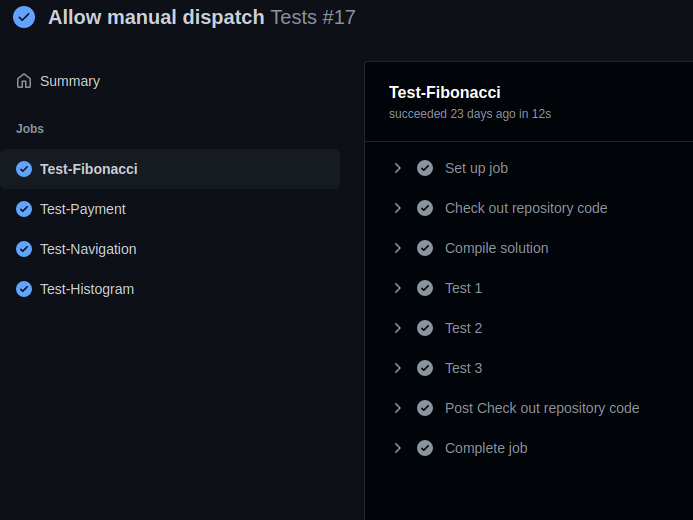 Allow manual dispatch Tests #17
Summary
Jobs
Test-Fibonacci
Test-Payment
Test-Navigation
Test-Histogram
Test-Fibonacci
succeeded 23 days ago in 12s
Set up job
Check out repository code
Compile solution
Test 1
Test 2
Test 3
Post Check out repository code
Complete job